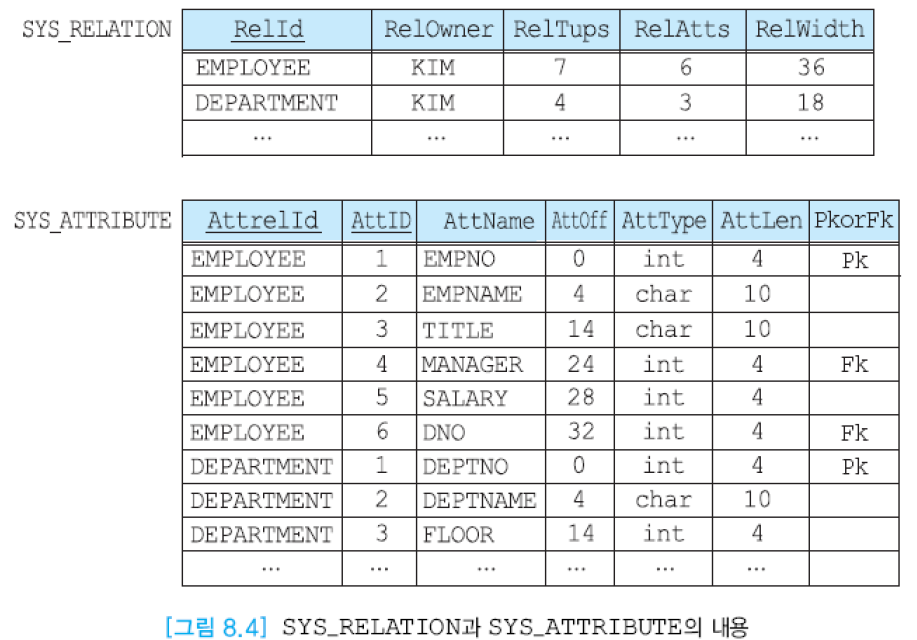 SYS_RELATION RelId RelOwner RelTups RelAtts RelWidth
EMPLOYEE KIM 7 6 36
DEPARTMENT KIM 4 3 18
… … … … …
SYS_ATTRIBUTE AttrelId AttID AttName AttOff AttType AttLen PkorFk
EMPLOYEE 1 EMPNO 0 int 4 Pk
EMPLOYEE 2 EMPNAME 4 char 10
EMPLOYEE 3 TITLE 14 char 10
EMPLOYEE 4 MANAGER 24 int 4 Fk
EMPLOYEE 5 SALARY 28 int 4
EMPLOYEE 6 DNO 32 int 4 Fk
DEPARTMENT 1 DEPTNO 0 int 4 Pk
DEPARTMENT 2 DEPTNAME 4 char 10
DEPARTMENT 3 FLOOR 14 int 4
… … … … … …
[그림 8.4] SYS_RELATION과 SYS_ATTRIBUTE의 내용